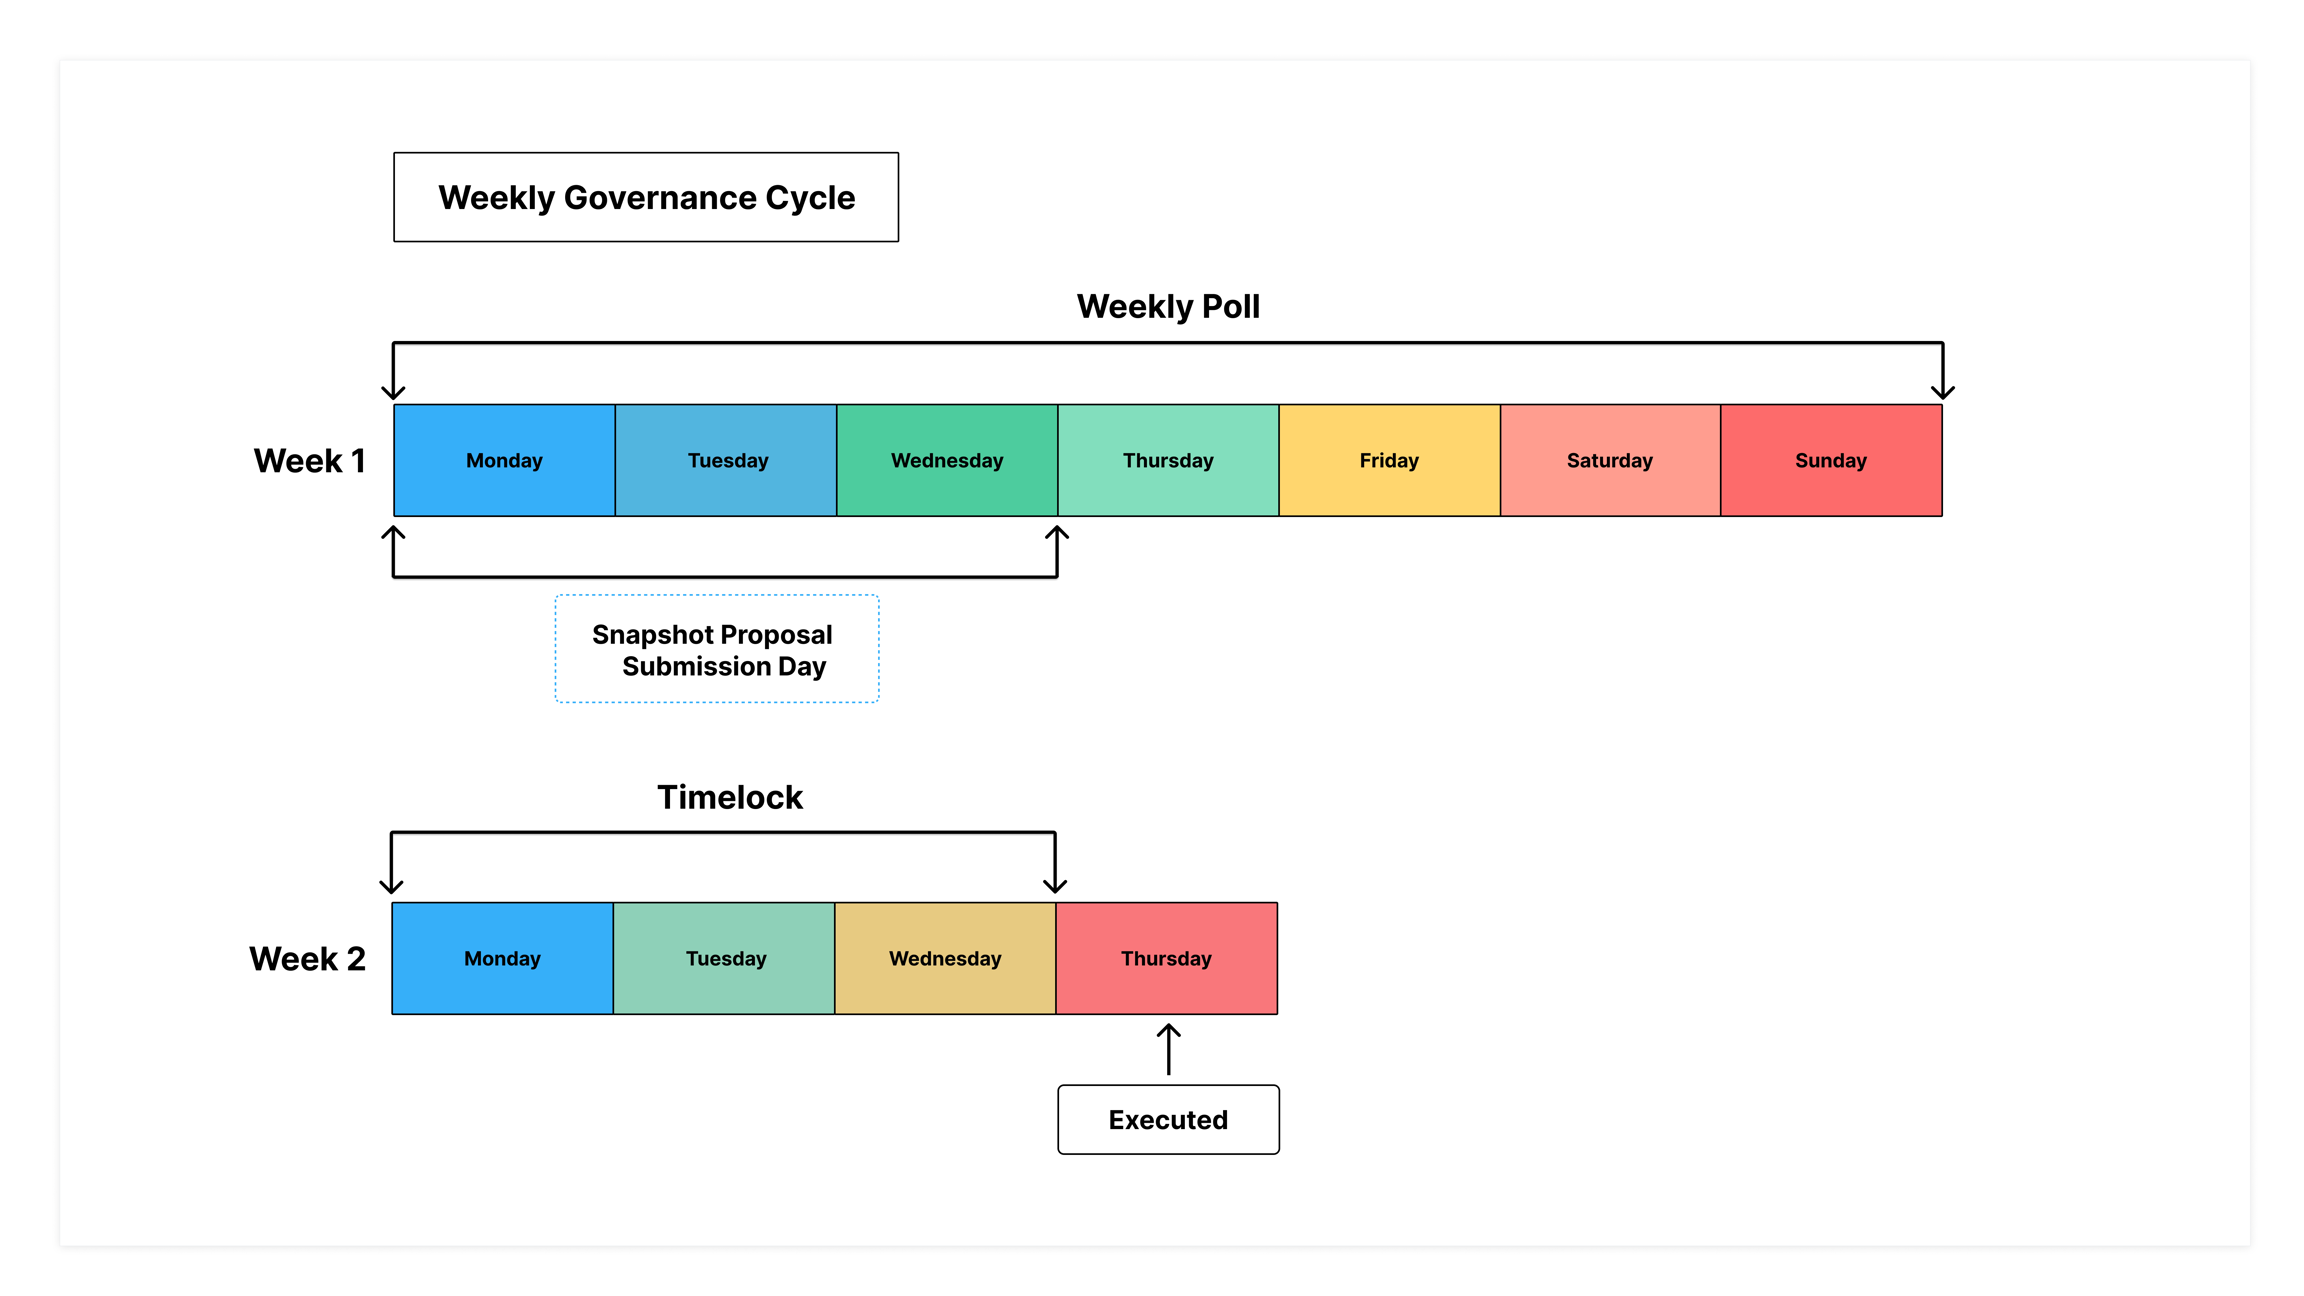 Weekly Governance Cycle
Weekly Poll
Week 1
Monday
Tuesday
Wednesday
Thursday
Friday
Saturday
Sunday
Snapshot Proposal
Submission Day
Timelock
Week 2
Monday
Tuesday
Wednesday
Thursday
Executed